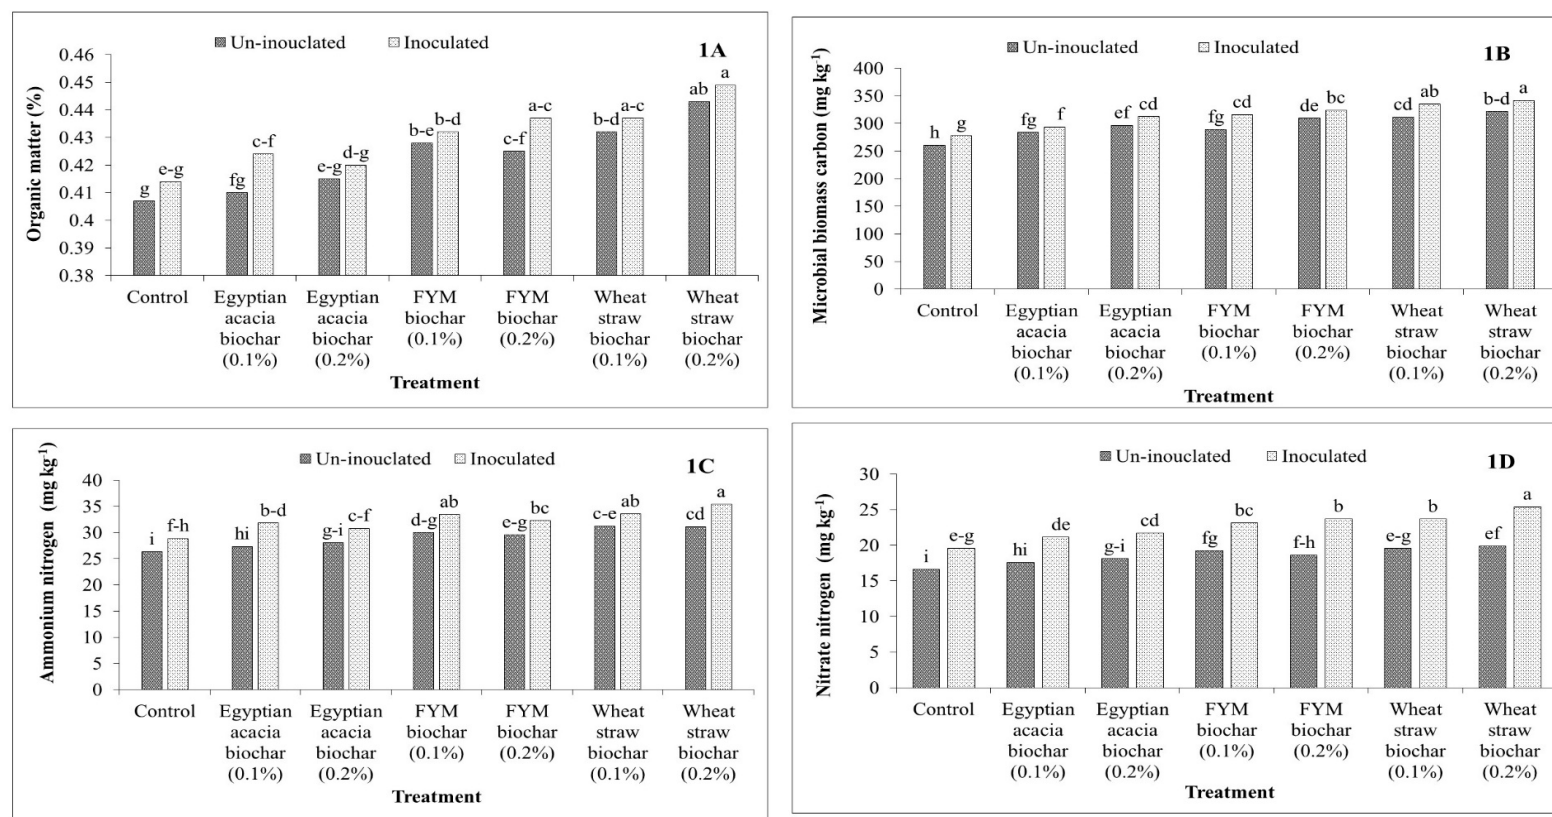 Un-inouclated Inoculated
1A
Organic matter (%)
0.46
0.45
0.44
0.43
0.42
0.41
0.4
0.39
0.38
g e-g fg c-f e-g d-g b-e b-d c-f a-c b-d a-c ab a
Control Egyptian Egyptian FYM FYM Wheat Wheat
acacia acacia biochar biochar straw straw
biochar biochar (0.1%) (0.2%) biochar biochar
(0.1%) (0.2%) (0.1%) (0.2%)
Treatment
Un-inouclated Inoculated
1B
Microbial biomass carbon (mg kg-1)
400
350
300
250
200
150
100
50
0
h g fg f ef cd fg cd de bc cd ab b-d a
Control Egyptian Egyptian FYM FYM Wheat Wheat
acacia acacia biochar biochar straw straw
biochar biochar (0.1%) (0.2%) biochar biochar
(0.1%) (0.2%) (0.1%) (0.2%)
Treatment
Un-inouclated Inoculated
1C
Ammonium nitrogen (mg kg-1)
40
35
30
25
20
15
10
5
0
i f-h hi b-d g-i c-f d-g ab e-g bc c-e ab cd a
Control Egyptian Egyptian FYM FYM Wheat Wheat
acacia acacia biochar biochar straw straw
biochar biochar (0.1%) (0.2%) biochar biochar
(0.1%) (0.2%) (0.1%) (0.2%)
Treatment
Un-inouclated Inoculated
1D
Nitrate nitrogen (mg kg-1)
30
25
20
15
10
5
0
i e-g hi de g-i cd fg bc f-h b e-g b ef a
Control Egyptian Egyptian FYM FYM Wheat Wheat
acacia acacia biochar biochar straw straw
biochar biochar (0.1%) (0.2%) biochar biochar
(0.1%) (0.2%) (0.1%) (0.2%)
Treatment